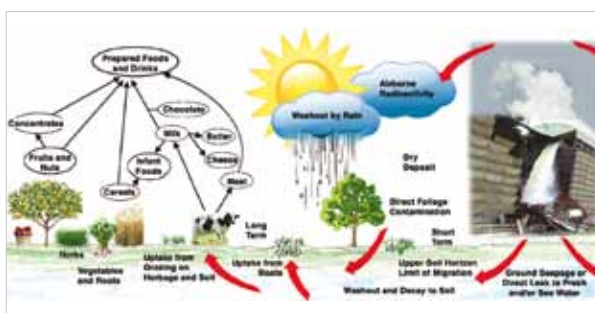 Prepared Foods
and Drinks
Chocolate
Concentrates
Milk
Butter
Cheese
Fruits and
Nuts
Infant
Foods
Cereals
Meat
Airborne
Radioactivity
Washout by Rain
Dry
Deposit
Direct Foliage
Contamination
Long
Term
Short
Term
Herbs
Vegetables
and Roots
Uptake from
Grazing on
Herbage and Soil
Uptake from
Roots
Upper Soil Horizon
Limit of Migration
Washout and Decay to Soil
Ground Seepage or
Direct Leak to Fresh
and/or Sea Water